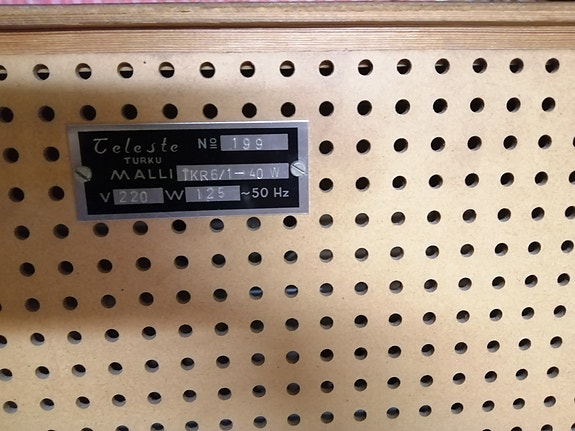 Teleste No 199
TURKU
MALLI TKR6/1-40 W
V 220 W 125 ~50 Hz